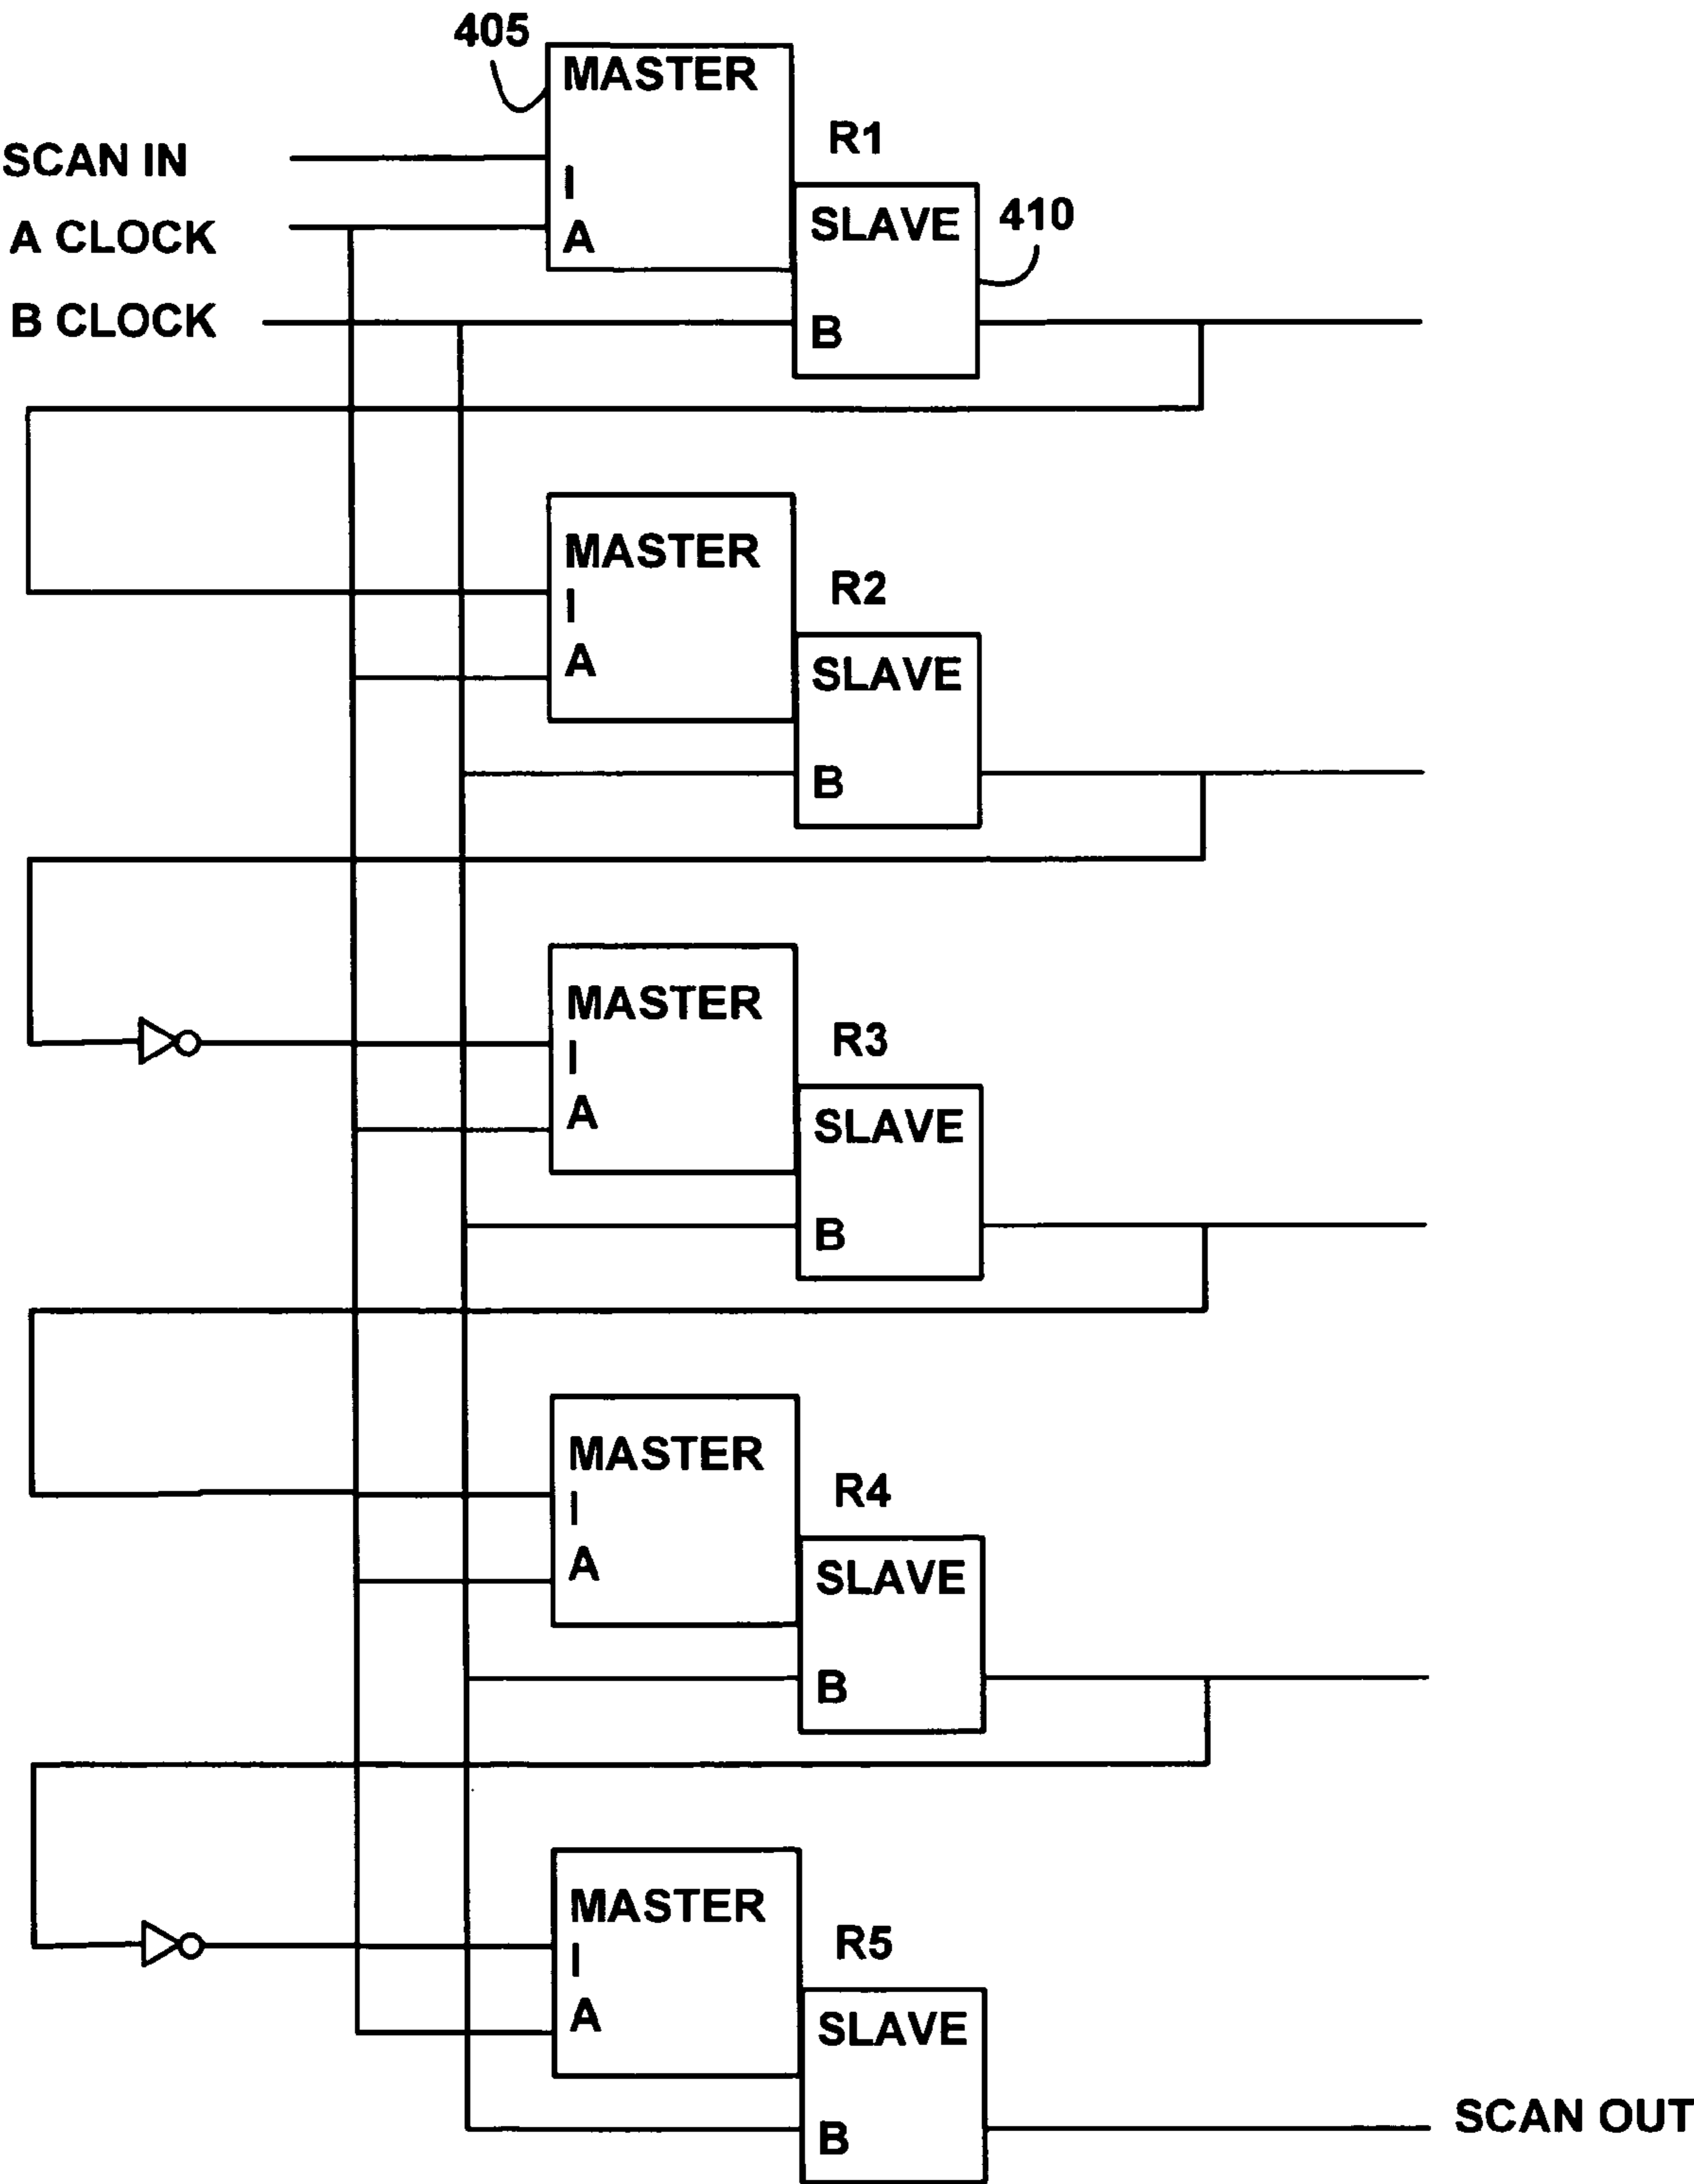 405
MASTER
R1
SCAN IN
I
A CLOCK
A
SLAVE
410
B CLOCK
B
MASTER
R2
I
A
SLAVE
B
MASTER
R3
I
A
SLAVE
B
MASTER
R4
I
A
SLAVE
B
MASTER
R5
I
A
SLAVE
B
SCAN OUT